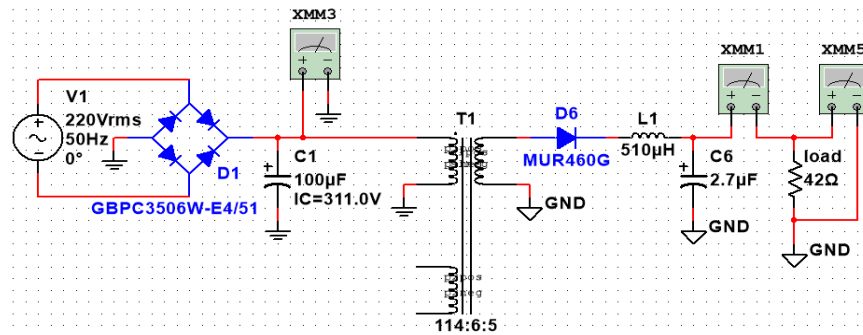 XMM3
XMM1
XMM5
V1
220Vrms
50Hz
0°
D1
GBPC3506W-E4/51
C1
100µF
IC=311.0V
T1
114:6:5
D6
MUR460G
GND
L1
510µH
C6
2.7µF
GND
load
42Ω
GND